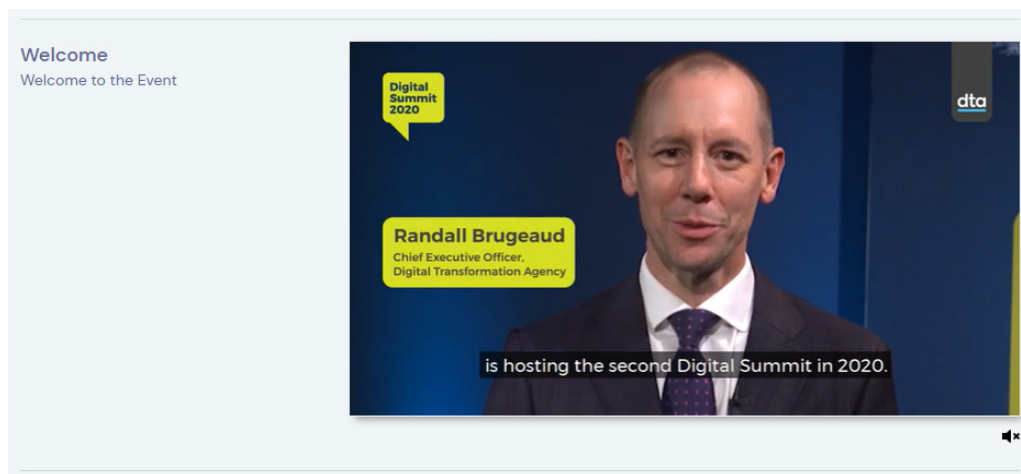 Welcome
Welcome to the Event
Digital
Summit
2020
dta
Randall Brugeaud
Chief Executive Officer,
Digital Transformation Agency
is hosting the second Digital Summit in 2020.